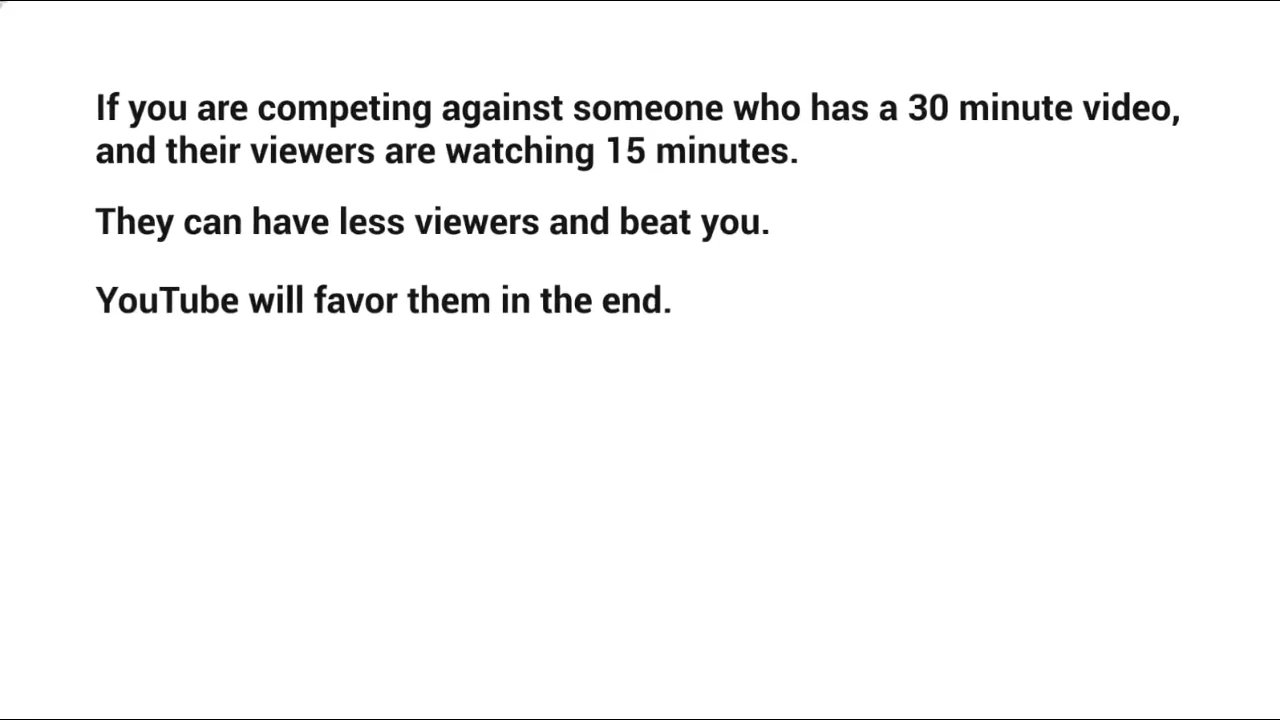 If you are competing against someone who has a 30 minute video,
and their viewers are watching 15 minutes.
They can have less viewers and beat you.
YouTube will favor them in the end.